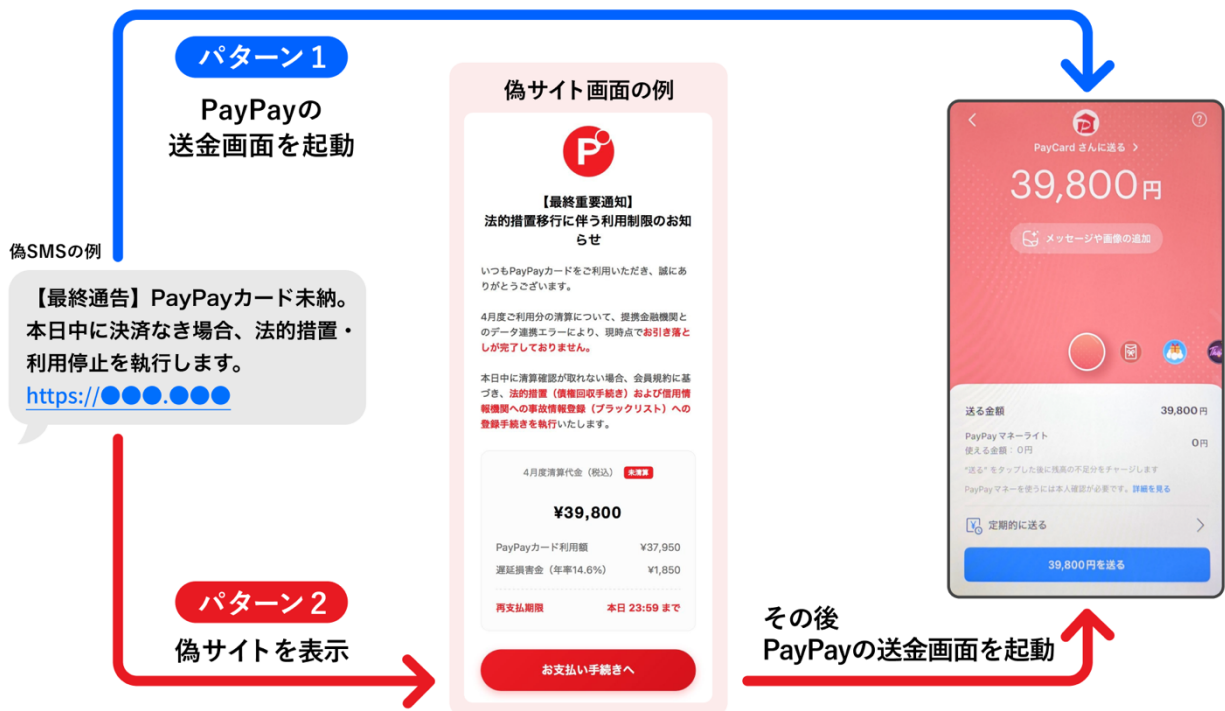 パターン1
PayPayの
送金画面を起動
偽SMSの例
【最終通告】PayPayカード未納。
本日中に決済なき場合、法的措置・
利用停止を執行します。
https://●●●.●●●
パターン2
偽サイトを表示
偽サイト画面の例
P
【最終重要通知】
法的措置移行に伴う利用制限のお知
らせ
いつもPayPayカードをご利用いただき、誠にあ
りがとうございます。
4月度ご利用分の清算について、提携金融機関と
のデータ連携エラーにより、現時点でお引き落と
しが完了しておりません。
本日中に清算確認が取れない場合、会員規約に基
づき、法的措置（債権回収手続き）および信用情
報機関への事故情報登録（ブラックリスト）への
登録手続きを執行いたします。
4月度清算代金（税込） 未清算
¥39,800
PayPayカード利用額 ¥37,950
遅延損害金（年率14.6%） ¥1,850
再支払期限 本日 23:59 まで
お支払い手続きへ
その後
PayPayの送金画面を起動
PayCard さんに送る
39,800円
メッセージや画像の追加
送る金額 39,800円
PayPayマネーライト 0円
使える金額：0円
"送る" をタップした後に残高の不足分をチャージします
PayPayマネーを使うには本人確認が必要です。詳細を見る
定期的に送る
39,800円を送る